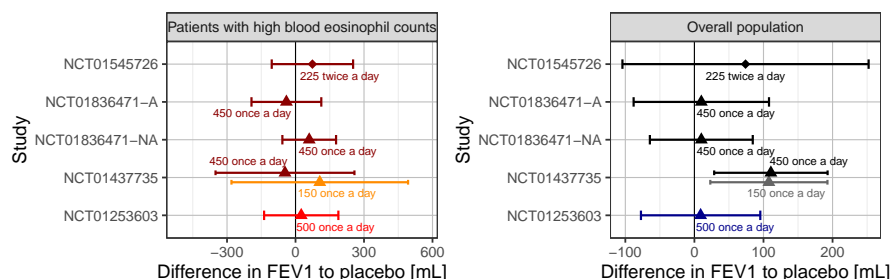 Patients with high blood eosinophil counts
Study
NCT01545726
225 twice a day
NCT01836471−A
450 once a day
NCT01836471−NA
450 once a day
450 once a day
NCT01437735
150 once a day
NCT01253603
500 once a day
−300
0
300
600
Difference in FEV1 to placebo [mL]
Overall population
Study
NCT01545726
225 twice a day
NCT01836471−A
450 once a day
NCT01836471−NA
450 once a day
450 once a day
NCT01437735
150 once a day
NCT01253603
500 once a day
−100
0
100
200
Difference in FEV1 to placebo [mL]